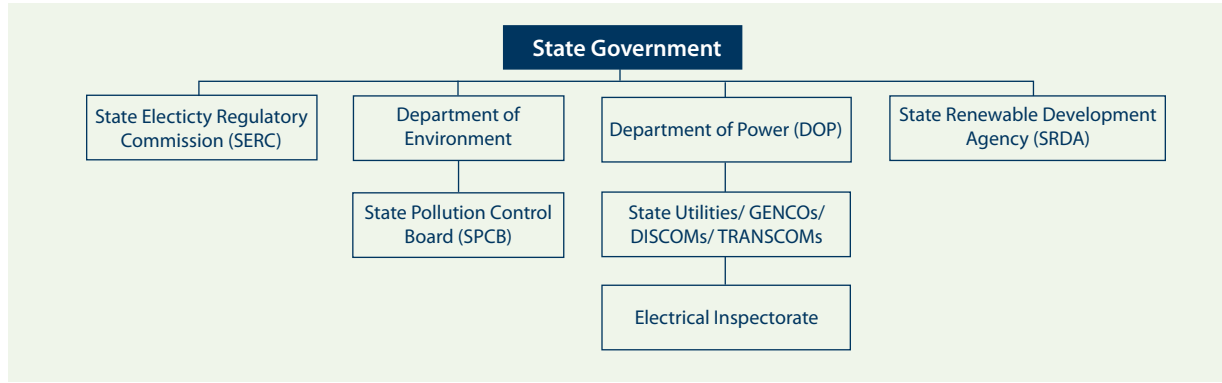 State Government
State Electicty Regulatory
Commission (SERC)
Department of
Environment
Department of Power (DOP)
State Renewable Development
Agency (SRDA)
State Pollution Control
Board (SPCB)
State Utilities/ GENCOs/
DISCOMs/ TRANSCOMs
Electrical Inspectorate